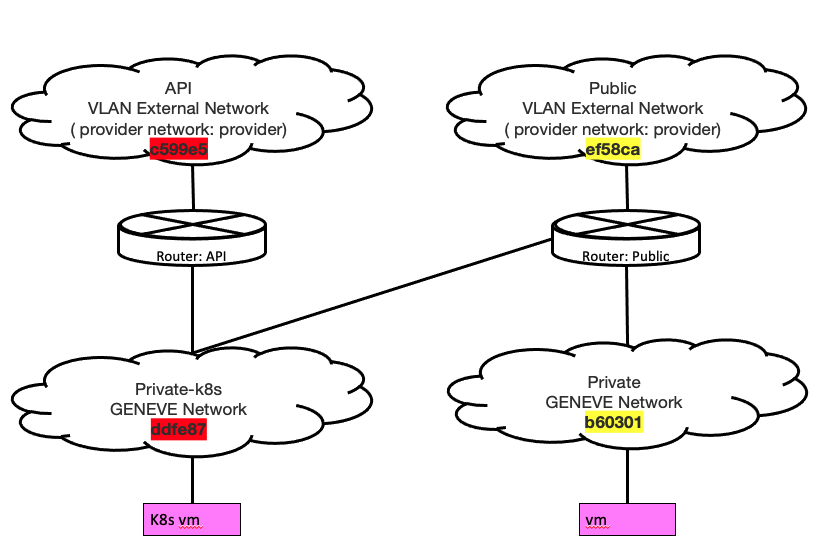 API
VLAN External Network
( provider network: provider)
c599e5
Public
VLAN External Network
( provider network: provider)
ef58ca
Router: API
Router: Public
Private-k8s
GENEVE Network
ddfe87
Private
GENEVE Network
b60301
K8s vm
vm